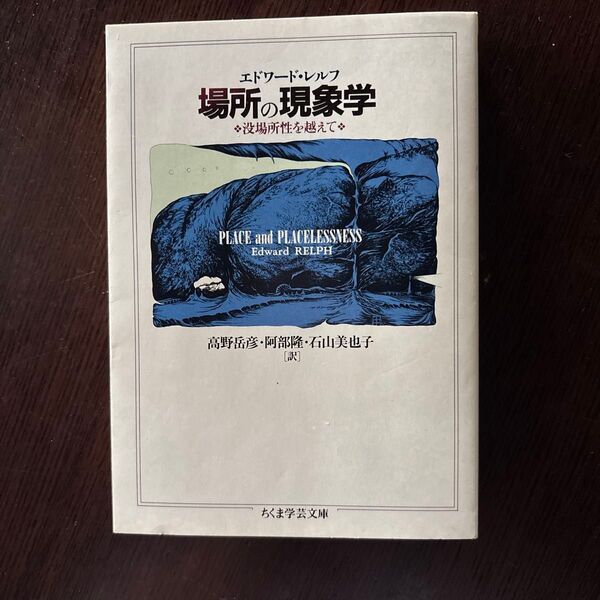 エドワード・レルフ
場所の現象学
❖没場所性を越えて❖
PLACE and PLACELESSNESS
Edward RELPH
高野岳彦・阿部隆・石山美也子
[訳]
ちくま学芸文庫